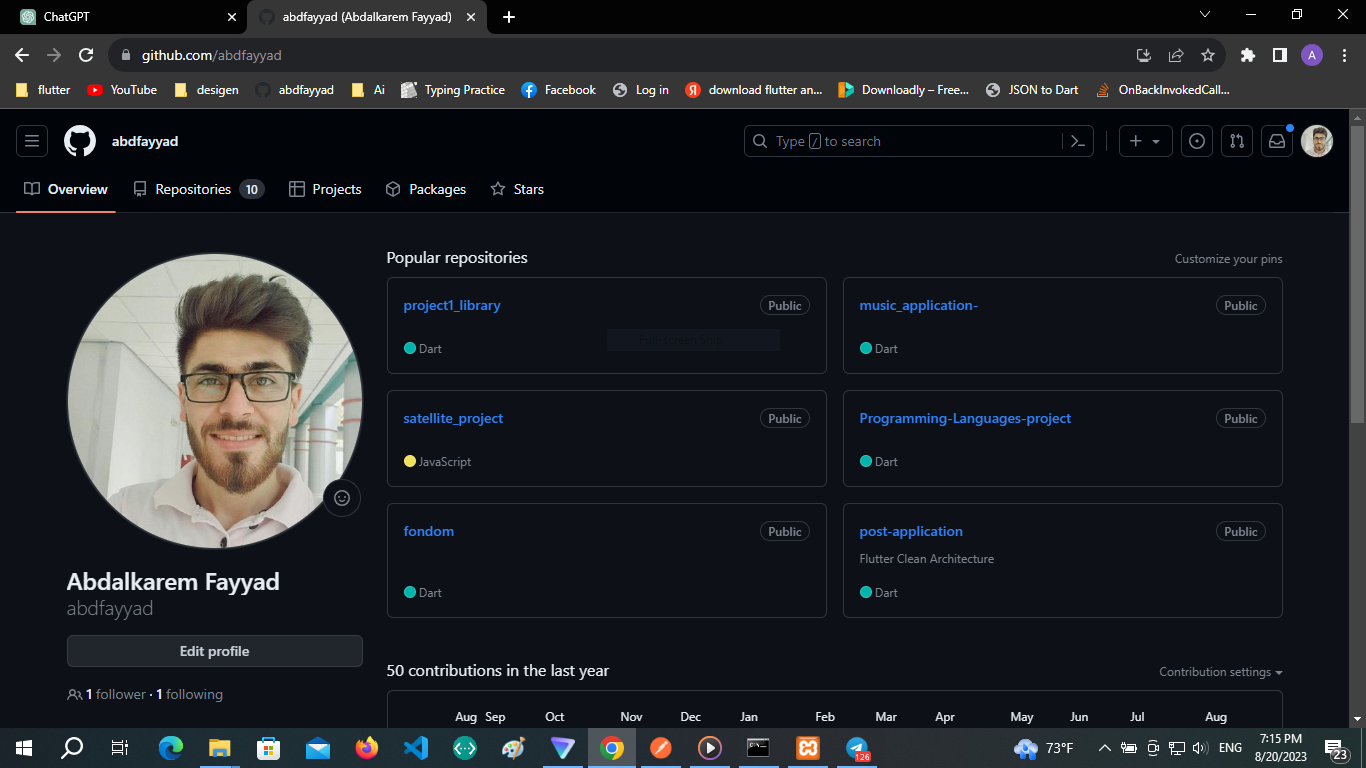 ChatGPT
abdfayyad (Abdalkarem Fayyad)
github.com/abdfayyad
A
flutter
YouTube
desigen
abdfayyad
Ai
Typing Practice
Facebook
Log in
download flutter an...
Downloadly – Free...
JSON to Dart
OnBackInvokedCall...
abdfayyad
Type / to search
Overview
Repositories 10
Projects
Packages
Stars
Popular repositories
Customize your pins
project1_library
Public
Dart
music_application-
Public
Dart
satellite_project
Public
JavaScript
Programming-Languages-project
Public
Dart
fondom
Public
Dart
post-application
Public
Flutter Clean Architecture
Dart
Abdalkarem Fayyad
abdfayyad
Edit profile
1 follower · 1 following
50 contributions in the last year
Contribution settings
Aug Sep Oct Nov Dec Jan Feb Mar Apr May Jun Jul Aug
126
73°F
ENG
7:15 PM
8/20/2023
23